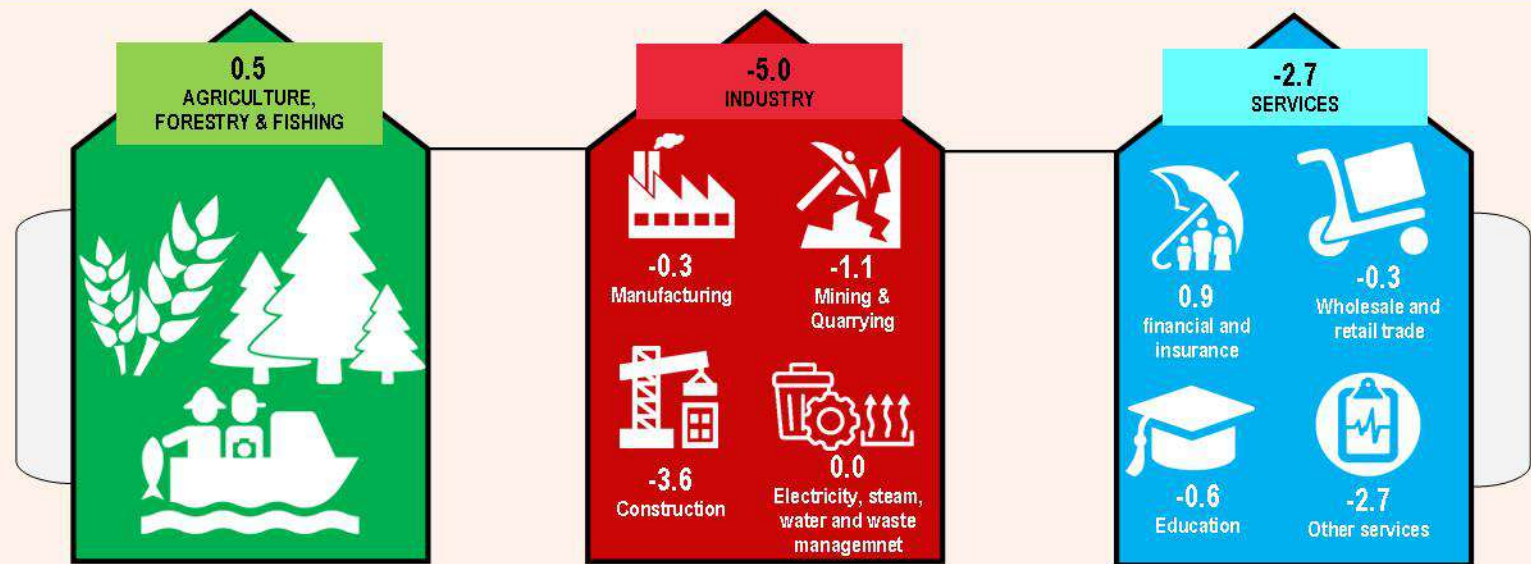 0.5
AGRICULTURE,
FORESTRY & FISHING
-5.0
INDUSTRY
-0.3
Manufacturing
-1.1
Mining &
Quarrying
-3.6
Construction
0.0
Electricity, steam,
water and waste
managemnet
-2.7
SERVICES
0.9
financial and
insurance
-0.3
Wholesale and
retail trade
-0.6
Education
-2.7
Other services